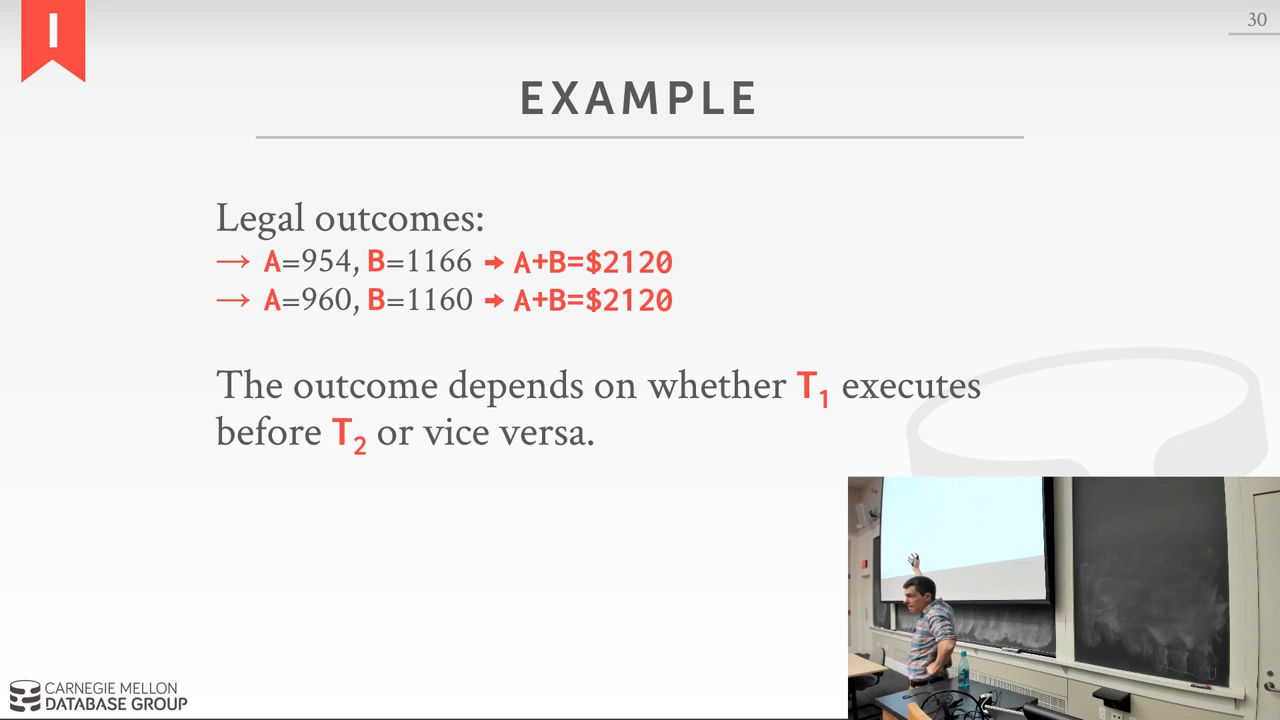 I
30
EXAMPLE
Legal outcomes:
→ A=954, B=1166 ➜ A+B=$2120
→ A=960, B=1160 ➜ A+B=$2120
The outcome depends on whether T₁ executes
before T₂ or vice versa.
CARNEGIE MELLON
DATABASE GROUP